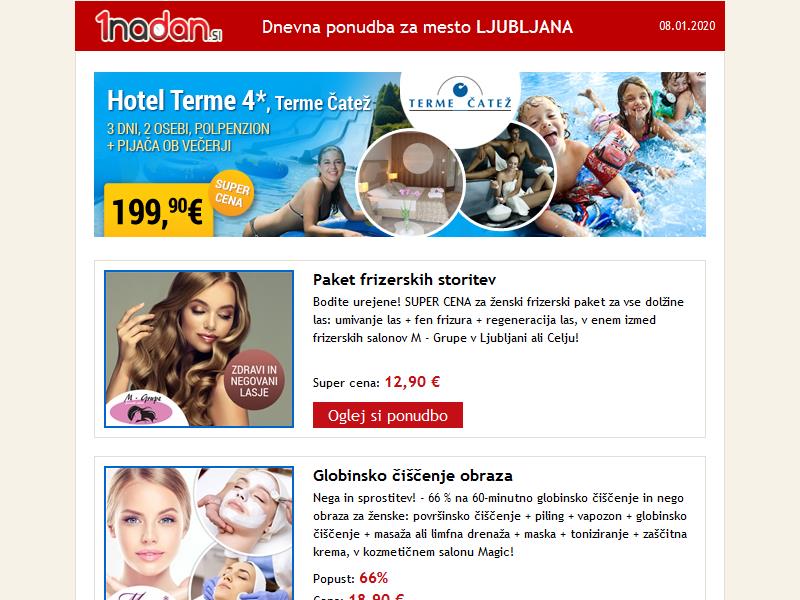 1nadan.si
Dnevna ponudba za mesto LJUBLJANA
08.01.2020
Hotel Terme 4*, Terme Čatež
3 DNI, 2 OSEBI, POLPENZION
+ PIJAČA OB VEČERJI
SUPER
CENA
199,90€
TERME ČATEŽ
Paket frizerskih storitev
Bodite urejene! SUPER CENA za ženski frizerski paket za vse dolžine
las: umivanje las + fen frizura + regeneracija las, v enem izmed
frizerskih salonov M - Grupe v Ljubljani ali Celju!
Super cena: 12,90 €
Oglej si ponudbo
ZDRAVI IN
NEGOVANI
LASJE
M - Grupe
Globinsko čiščenje obraza
Nega in sprostitev! - 66 % na 60-minutno globinsko čiščenje in nego
obraza za ženske: površinsko čiščenje + piling + vapozon + globinsko
čiščenje + masaža ali limfna drenaža + maska + toniziranje + zaščitna
krema, v kozmetičnem salonu Magic!
Popust: 66%
Cena: 18,90 €